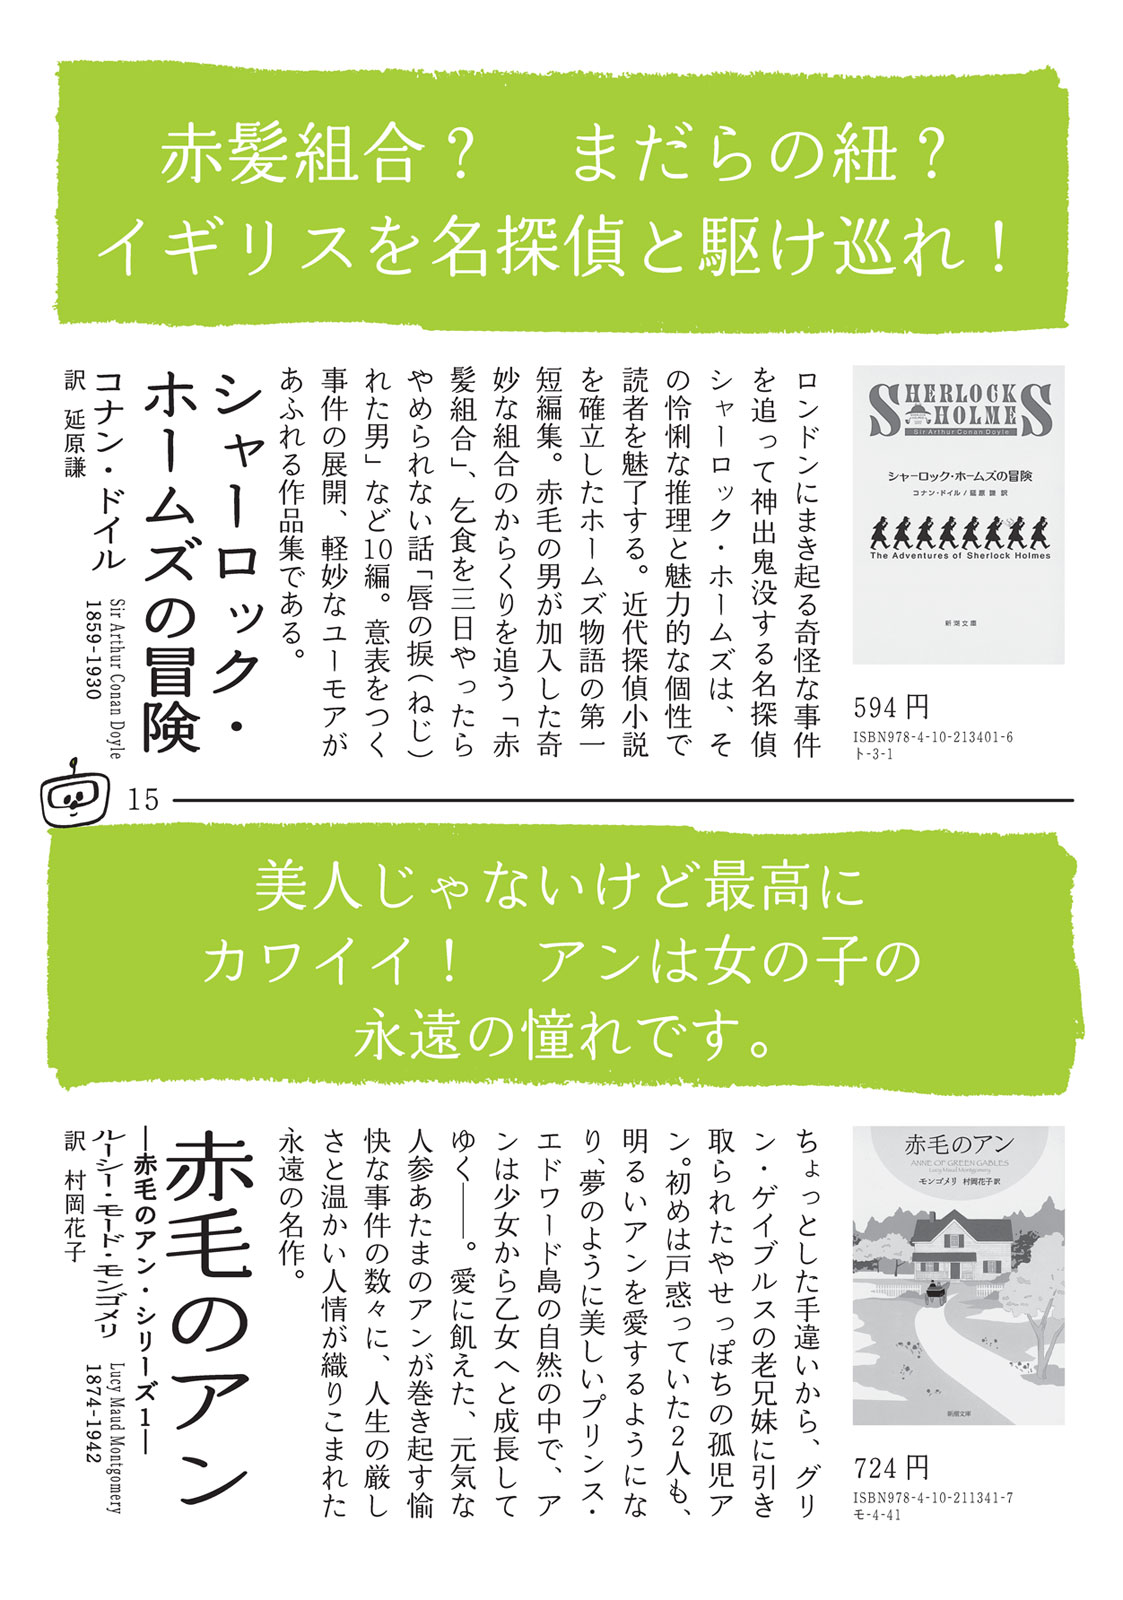 赤髪組合？　まだらの紐？
イギリスを名探偵と駆け巡れ！
SHERLOCK
HOLMES
Sir Arthur Conan Doyle
シャーロック・ホームズの冒険
コナン・ドイル/延原謙 訳
The Adventures of Sherlock Holmes
新潮文庫
594円
ISBN978-4-10-213401-6
ト-3-1
ロンドンにまき起る奇怪な事件
を追って神出鬼没する名探偵
シャーロック・ホームズは、そ
の怜悧な推理と魅力的な個性で
読者を魅了する。近代探偵小説
を確立したホームズ物語の第一
短編集。赤毛の男が加入した奇
妙な組合のからくりを追う「赤
髪組合」、乞食を三日やったら
やめられない話「唇の捩（ねじ）
れた男」など10編。意表をつく
事件の展開、軽妙なユーモアが
あふれる作品集である。
シャーロック・
ホームズの冒険
コナン・ドイル
Sir Arthur Conan Doyle
1859-1930
訳 延原謙
15
美人じゃないけど最高に
カワイイ！　アンは女の子の
永遠の憧れです。
赤毛のアン
ANNE OF GREEN GABLES
Lucy Maud Montgomery
モンゴメリ 村岡花子訳
新潮文庫
724円
ISBN978-4-10-211341-7
モ-4-41
ちょっとした手違いから、グリ
ン・ゲイブルスの老兄妹に引き
取られたやせっぽちの孤児ア
ン。初めは戸惑っていた2人も、
明るいアンを愛するようにな
り、夢のように美しいプリンス・
エドワード島の自然の中で、ア
ンは少女から乙女へと成長して
ゆく――。愛に飢えた、元気な
人参あたまのアンが巻き起す愉
快な事件の数々に、人生の厳し
さと温かい人情が織りこまれた
永遠の名作。
赤毛のアン
―赤毛のアン・シリーズ1―
ルーシー・モード・モンゴメリ
Lucy Maud Montgomery
1874-1942
訳 村岡花子